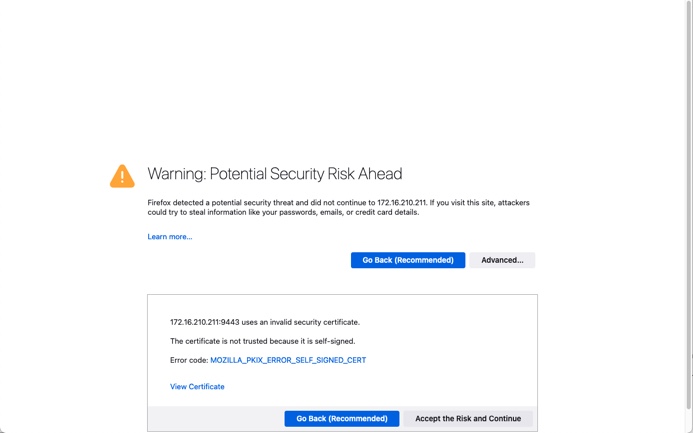 Warning: Potential Security Risk Ahead
Firefox detected a potential security threat and did not continue to 172.16.210.211. If you visit this site, attackers
could try to steal information like your passwords, emails, or credit card details.
Learn more...
Go Back (Recommended) Advanced...
172.16.210.211:9443 uses an invalid security certificate.
The certificate is not trusted because it is self-signed.
Error code: MOZILLA_PKIX_ERROR_SELF_SIGNED_CERT
View Certificate
Go Back (Recommended) Accept the Risk and Continue